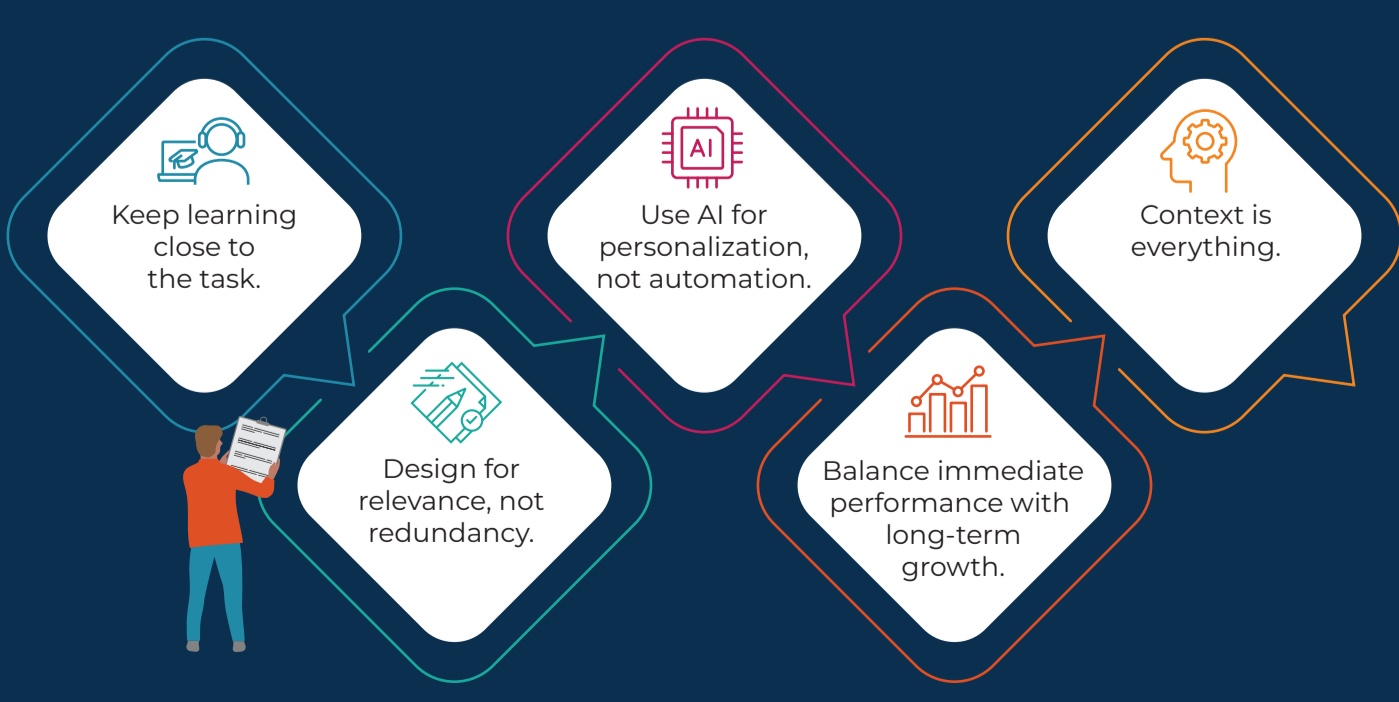 Keep learning
close to
the task.
Design for
relevance, not
redundancy.
AI
Use AI for
personalization,
not automation.
Balance immediate
performance with
long-term
growth.
Context is
everything.